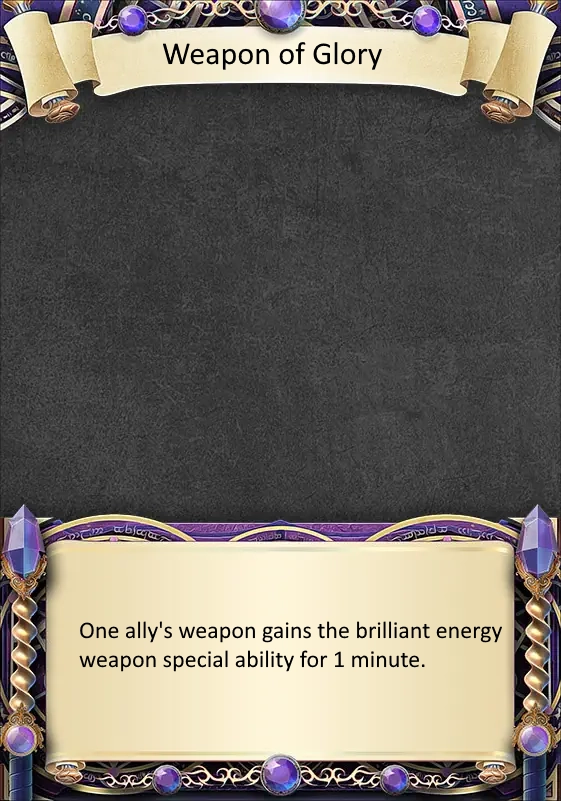 Weapon of Glory
One ally's weapon gains the brilliant energy
weapon special ability for 1 minute.